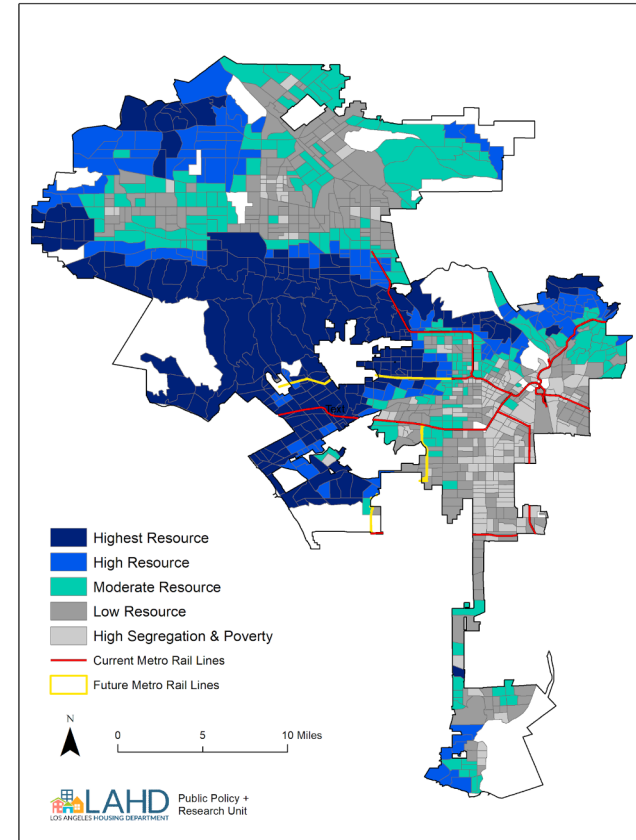 Text
Highest Resource
High Resource
Moderate Resource
Low Resource
High Segregation & Poverty
Current Metro Rail Lines
Future Metro Rail Lines
N
0 5 10 Miles
LAHD
LOS ANGELES HOUSING DEPARTMENT
Public Policy +
Research Unit